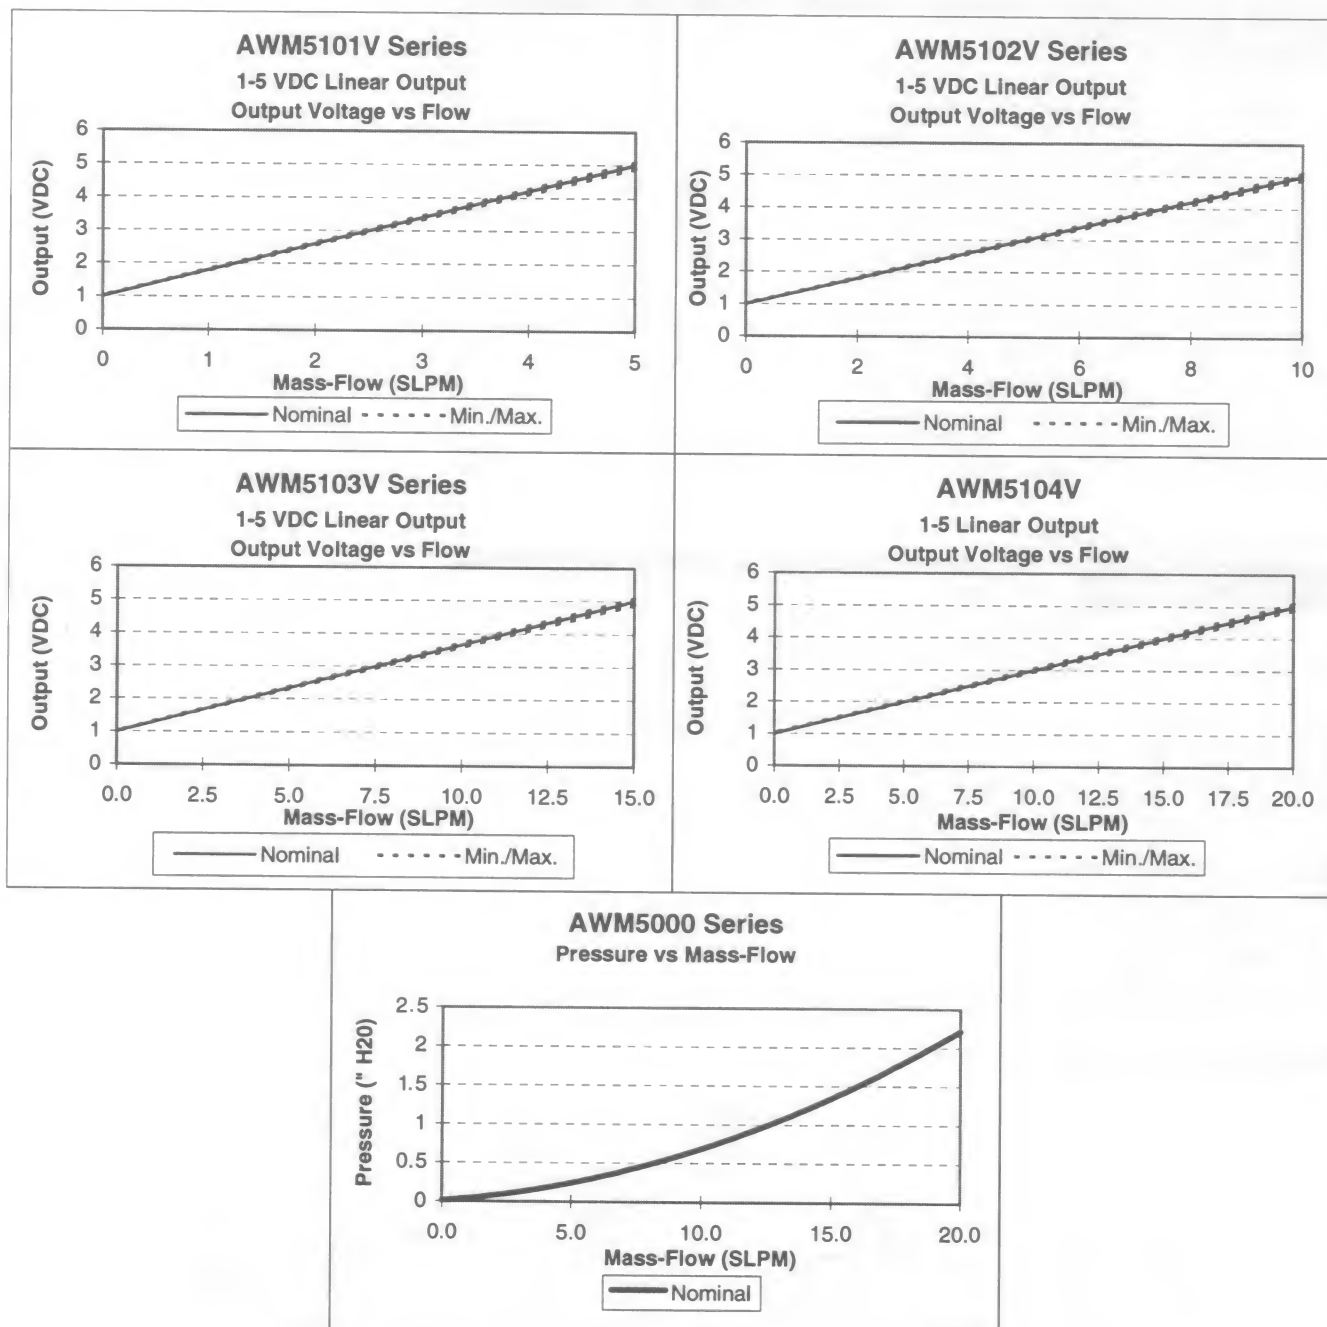 AWM5101V Series
1-5 VDC Linear Output
Output Voltage vs Flow
Output (VDC)
6
5
4
3
2
1
0
0 1 2 3 4 5
Mass-Flow (SLPM)
Nominal Min./Max.
AWM5102V Series
1-5 VDC Linear Output
Output Voltage vs Flow
Output (VDC)
6
5
4
3
2
1
0
0 2 4 6 8 10
Mass-Flow (SLPM)
Nominal Min./Max.
AWM5103V Series
1-5 VDC Linear Output
Output Voltage vs Flow
Output (VDC)
6
5
4
3
2
1
0
0.0 2.5 5.0 7.5 10.0 12.5 15.0
Mass-Flow (SLPM)
Nominal Min./Max.
AWM5104V
1-5 Linear Output
Output Voltage vs Flow
Output (VDC)
6
5
4
3
2
1
0
0.0 2.5 5.0 7.5 10.0 12.5 15.0 17.5 20.0
Mass-Flow (SLPM)
Nominal Min./Max.
AWM5000 Series
Pressure vs Mass-Flow
Pressure (" H20)
2.5
2
1.5
1
0.5
0
0.0 5.0 10.0 15.0 20.0
Mass-Flow (SLPM)
Nominal